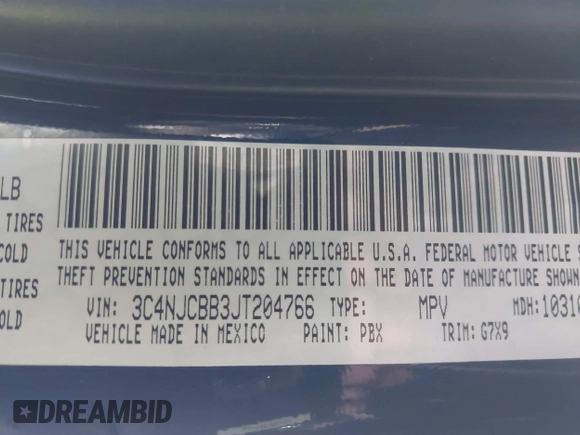 LB
TIRES
COLD
TIRES
COLD
THIS VEHICLE CONFORMS TO ALL APPLICABLE U.S.A. FEDERAL MOTOR VEHICLE
THEFT PREVENTION STANDARDS IN EFFECT ON THE DATE OF MANUFACTURE SHOWN
VIN: 3C4NJCBB3JT204766 TYPE: MPV MDH: 1031
VEHICLE MADE IN MEXICO PAINT: PBX TRIM: G7X9
DREAMBID